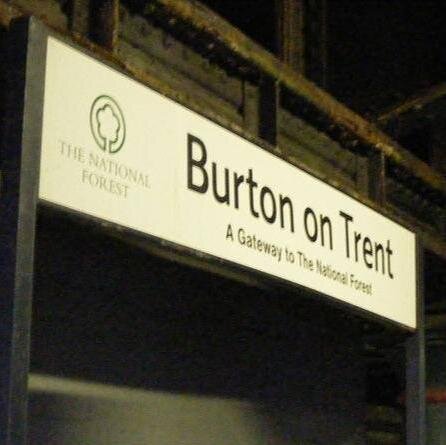 THE NATIONAL
FOREST
Burton on Trent
A Gateway to The National Forest